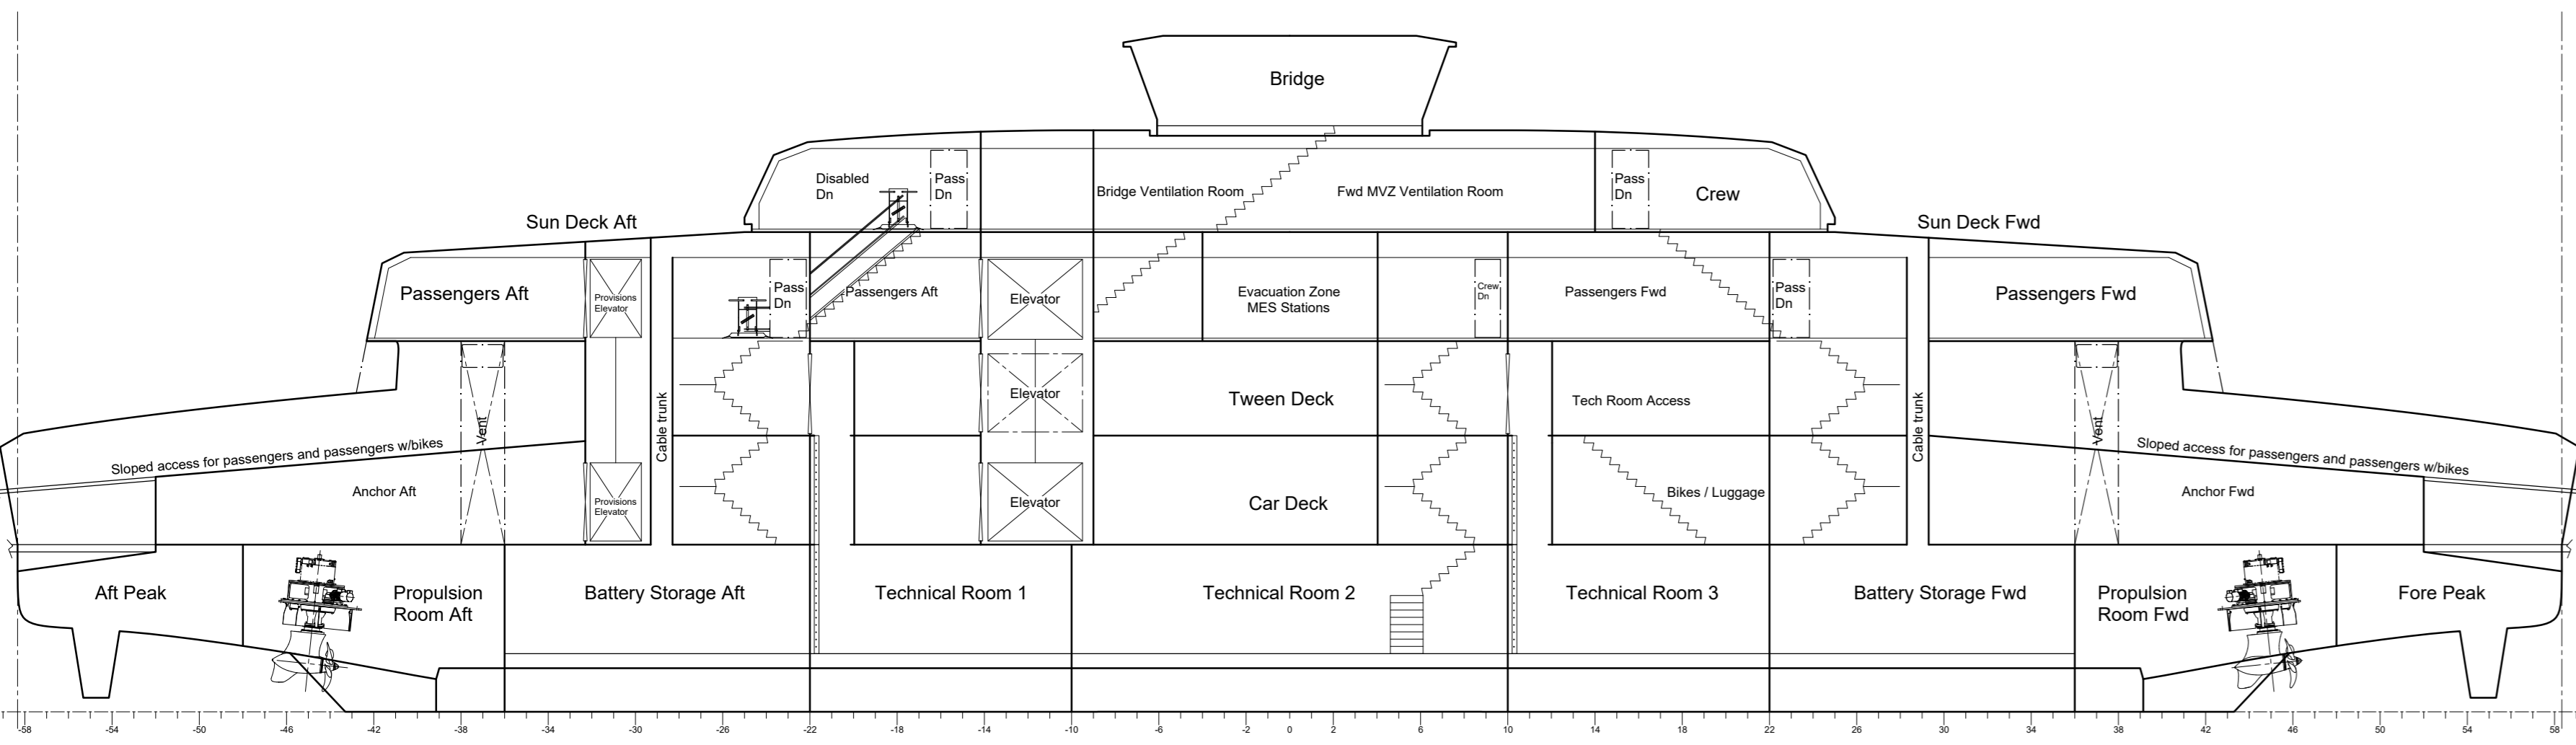 Bridge
Disabled
Dn
Pass
Dn
Bridge Ventilation Room
Fwd MVZ Ventilation Room
Pass
Dn
Crew
Sun Deck Aft
Sun Deck Fwd
Passengers Aft
Provisions
Elevator
Pass
Dn
Passengers Aft
Elevator
Evacuation Zone
MES Stations
Crew
Dn
Passengers Fwd
Pass
Dn
Passengers Fwd
Vent
Cable trunk
Elevator
Tween Deck
Tech Room Access
Cable trunk
Vent
Sloped access for passengers and passengers w/bikes
Sloped access for passengers and passengers w/bikes
Anchor Aft
Provisions
Elevator
Elevator
Car Deck
Bikes / Luggage
Anchor Fwd
Aft Peak
Propulsion
Room Aft
Battery Storage Aft
Technical Room 1
Technical Room 2
Technical Room 3
Battery Storage Fwd
Propulsion
Room Fwd
Fore Peak
-58 -54 -50 -46 -42 -38 -34 -30 -26 -22 -18 -14 -10 -6 -2 0 2 6 10 14 18 22 26 30 34 38 42 46 50 54 58